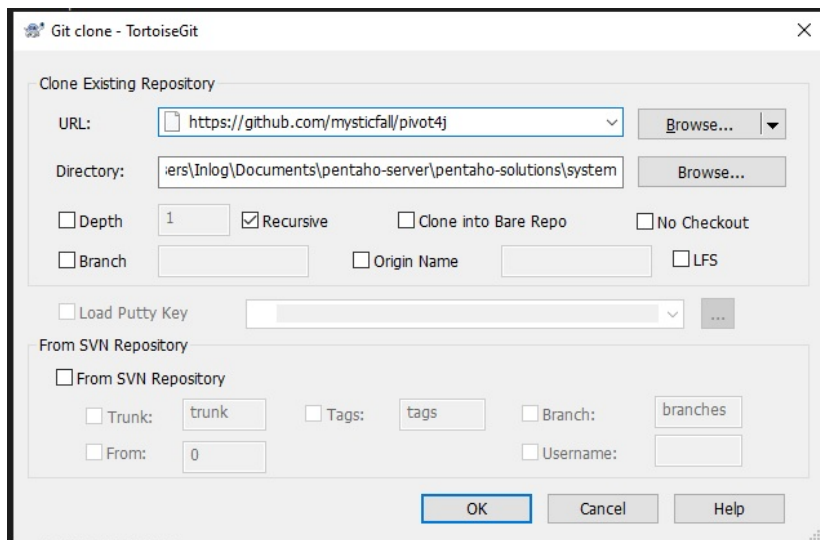 Git clone - TortoiseGit
Clone Existing Repository
URL: https://github.com/mysticfall/pivot4j Browse...
Directory: ers\Inlog\Documents\pentaho-server\pentaho-solutions\system Browse...
Depth 1 Recursive Clone into Bare Repo No Checkout
Branch Origin Name LFS
Load Putty Key ...
From SVN Repository
From SVN Repository
Trunk: trunk Tags: tags Branch: branches
From: 0 Username:
OK Cancel Help